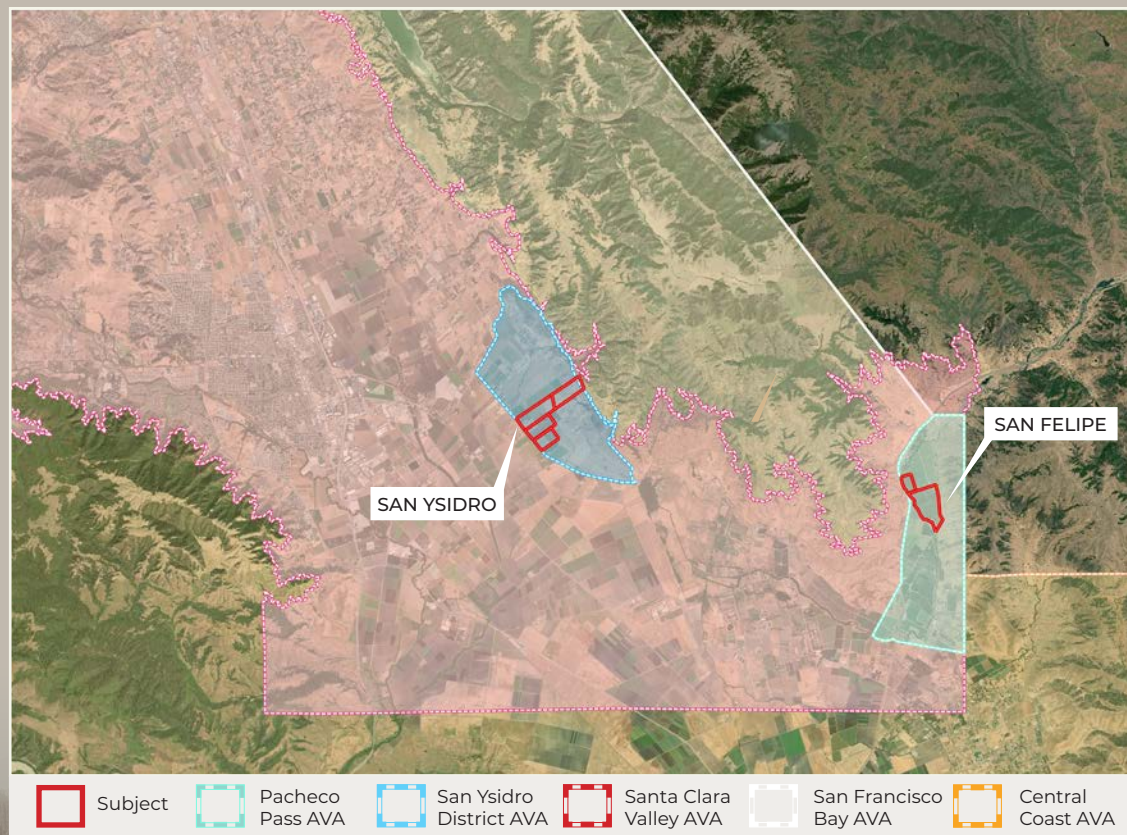 SAN FELIPE
SAN YSIDRO
Subject
Pacheco
Pass AVA
San Ysidro
District AVA
Santa Clara
Valley AVA
San Francisco
Bay AVA
Central
Coast AVA